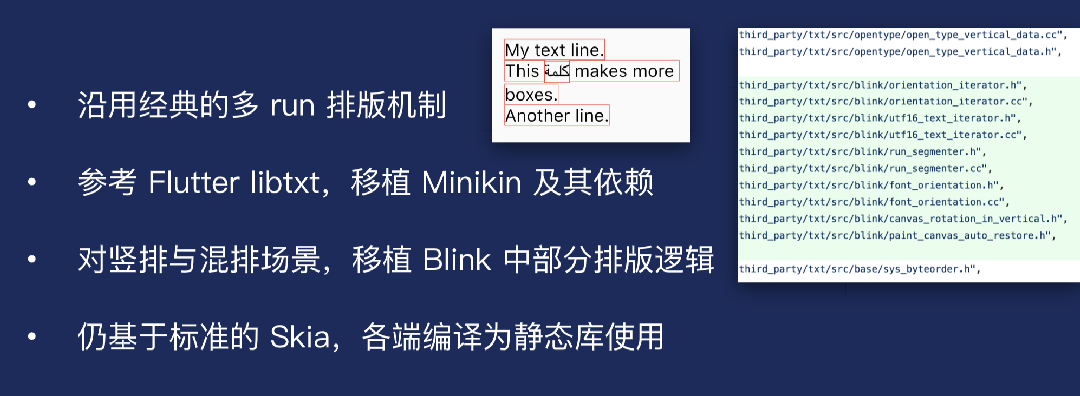 沿用经典的多 run 排版机制
参考 Flutter libtxt，移植 Minikin 及其依赖
对竖排与混排场景，移植 Blink 中部分排版逻辑
仍基于标准的 Skia，各端编译为静态库使用
My text line.
This كلمة makes more
boxes.
Another line.
third_party/txt/src/opentype/open_type_vertical_data.cc",
third_party/txt/src/opentype/open_type_vertical_data.h",
third_party/txt/src/blink/orientation_iterator.h",
third_party/txt/src/blink/orientation_iterator.cc",
third_party/txt/src/blink/utf16_text_iterator.h",
third_party/txt/src/blink/utf16_text_iterator.cc",
third_party/txt/src/blink/run_segmenter.h",
third_party/txt/src/blink/run_segmenter.cc",
third_party/txt/src/blink/font_orientation.h",
third_party/txt/src/blink/font_orientation.cc",
third_party/txt/src/blink/canvas_rotation_in_vertical.h",
third_party/txt/src/blink/paint_canvas_auto_restore.h",
third_party/txt/src/base/sys_byteorder.h",